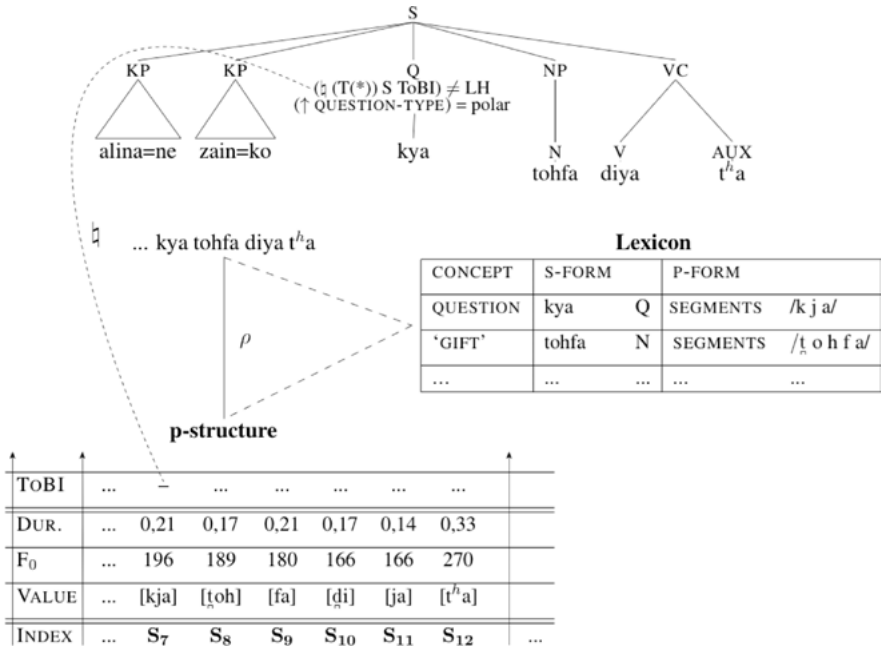 S
KP KP Q NP VC
(♮ (T(*)) S ToBI) ≠ LH
(↑ QUESTION-TYPE) = polar
alina=ne zain=ko kya N V AUX
tohfa diya tʰa
♮ ... kya tohfa diya tʰa
Lexicon
CONCEPT S-FORM P-FORM
QUESTION kya Q SEGMENTS /k j a/
‘GIFT’ tohfa N SEGMENTS /t̪ o h f a/
... ... ... ... ...
ρ
p-structure
TOBI ... – ... ... ... ... ...
DUR. ... 0,21 0,17 0,21 0,17 0,14 0,33
F₀ ... 196 189 180 166 166 270
VALUE ... [kja] [t̪oh] [fa] [d̪i] [ja] [tʰa]
INDEX ... S₇ S₈ S₉ S₁₀ S₁₁ S₁₂ ...